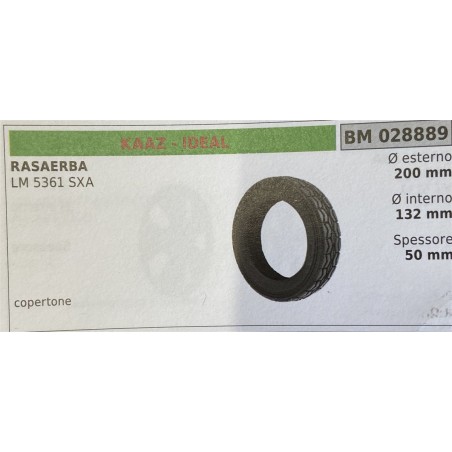 KAAZ - IDEAL
BM 028889
RASAERBA
LM 5361 SXA
Ø esterno
200 mm
Ø interno
132 mm
Spessore
50 mm
copertone